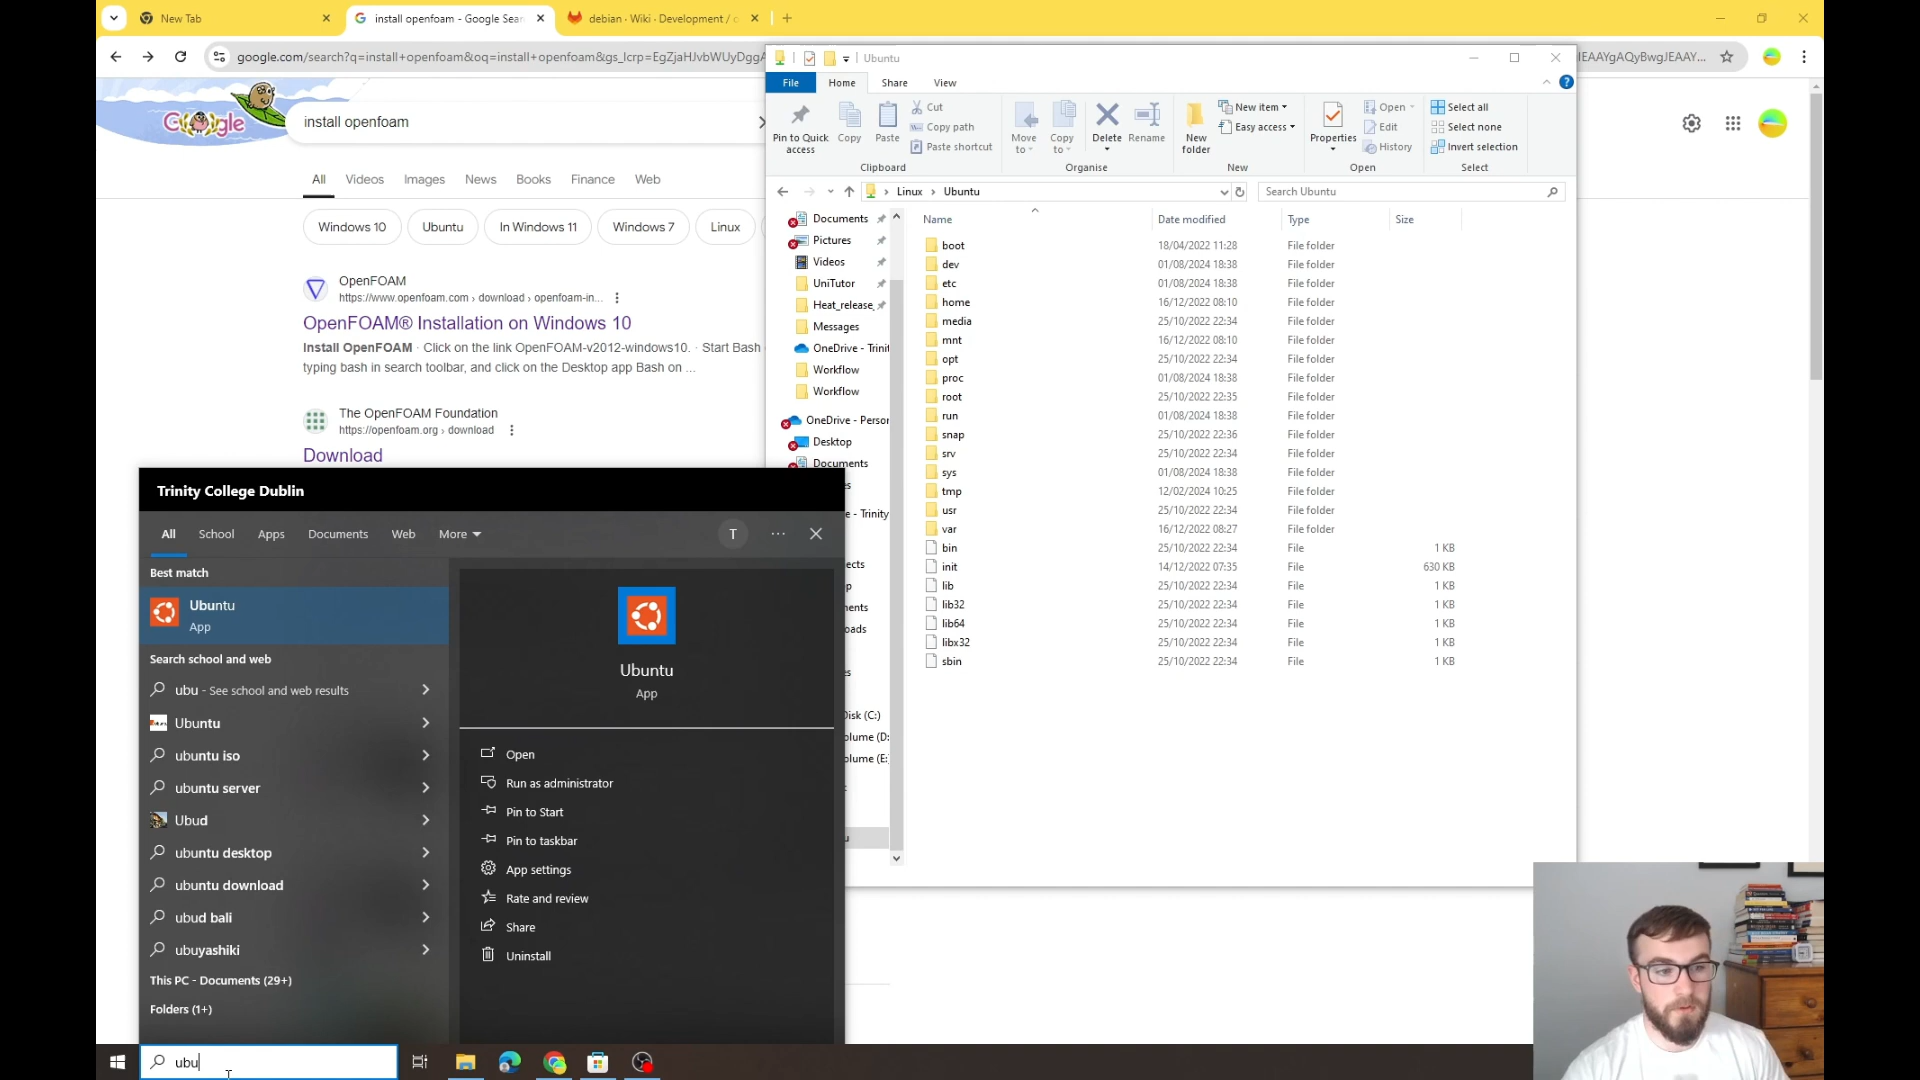 New Tab
install openfoam - Google Sear
debian · Wiki · Development / o
google.com/search?q=install+openfoam&oq=install+openfoam&gs_lcrp=EgZjaHJvbWUyDggA
IEAAYgAQyBwgJEAAY...
Google
install openfoam
All Videos Images News Books Finance Web
Windows 10 Ubuntu In Windows 11 Windows 7 Linux
OpenFOAM
https://www.openfoam.com › download › openfoam-in...
OpenFOAM® Installation on Windows 10
Install OpenFOAM · Click on the link OpenFOAM-v2012-windows10. · Start Bash
typing bash in search toolbar, and click on the Desktop app Bash on ...
The OpenFOAM Foundation
https://openfoam.org › download
Download
Ubuntu
File Home Share View
Pin to Quick access
Copy
Paste
Cut
Copy path
Paste shortcut
Clipboard
Move to
Copy to
Delete
Rename
Organise
New folder
New item
Easy access
New
Properties
Open
Edit
History
Open
Select all
Select none
Invert selection
Select
Linux › Ubuntu
Search Ubuntu
Documents
Pictures
Videos
UniTutor
Heat_release_
Messages
OneDrive - Trinit
Workflow
Workflow
OneDrive - Persor
Desktop
Documents
es
e - Trinity
ects
p
nents
oads
es
Disk (C:)
olume (D:
olume (E:
u
Name Date modified Type Size
boot 18/04/2022 11:28 File folder
dev 01/08/2024 18:38 File folder
etc 01/08/2024 18:38 File folder
home 16/12/2022 08:10 File folder
media 25/10/2022 22:34 File folder
mnt 16/12/2022 08:10 File folder
opt 25/10/2022 22:34 File folder
proc 01/08/2024 18:38 File folder
root 25/10/2022 22:35 File folder
run 01/08/2024 18:38 File folder
snap 25/10/2022 22:36 File folder
srv 25/10/2022 22:34 File folder
sys 01/08/2024 18:38 File folder
tmp 12/02/2024 10:25 File folder
usr 25/10/2022 22:34 File folder
var 16/12/2022 08:27 File folder
bin 25/10/2022 22:34 File 1 KB
init 14/12/2022 07:35 File 630 KB
lib 25/10/2022 22:34 File 1 KB
lib32 25/10/2022 22:34 File 1 KB
lib64 25/10/2022 22:34 File 1 KB
libx32 25/10/2022 22:34 File 1 KB
sbin 25/10/2022 22:34 File 1 KB
Trinity College Dublin
All School Apps Documents Web More
T
Best match
Ubuntu
App
Search school and web
ubu - See school and web results
Ubuntu
ubuntu iso
ubuntu server
Ubud
ubuntu desktop
ubuntu download
ubud bali
ubuyashiki
This PC - Documents (29+)
Folders (1+)
Ubuntu
App
Open
Run as administrator
Pin to Start
Pin to taskbar
App settings
Rate and review
Share
Uninstall
ubu